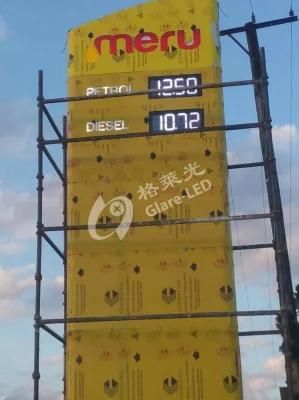 meru
PETROL 12.50
DIESEL 10.72
格莱光
Glare-LED